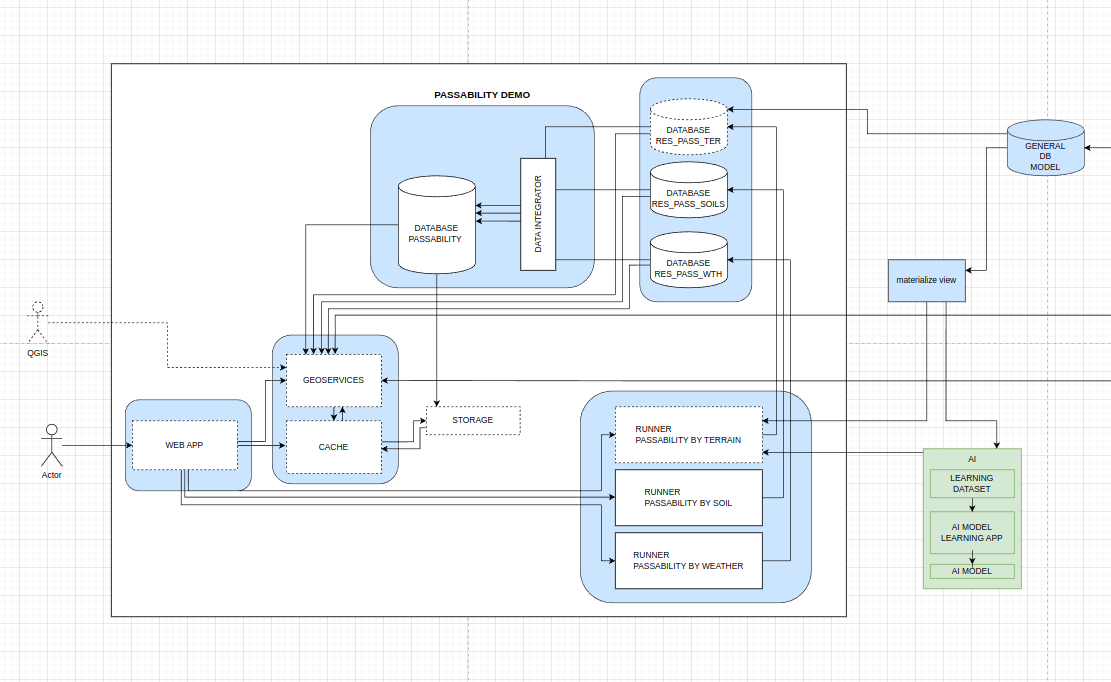 PASSABILITY DEMO
DATABASE
RES_PASS_TER
GENERAL
DB
MODEL
DATABASE
RES_PASS_SOILS
DATA INTEGRATOR
DATABASE
PASSABILITY
DATABASE
RES_PASS_WTH
materialize view
QGIS
GEOSERVICES
STORAGE
RUNNER
PASSABILITY BY TERRAIN
WEB APP
CACHE
Actor
AI
LEARNING
DATASET
RUNNER
PASSABILITY BY SOIL
AI MODEL
LEARNING APP
RUNNER
PASSABILITY BY WEATHER
AI MODEL